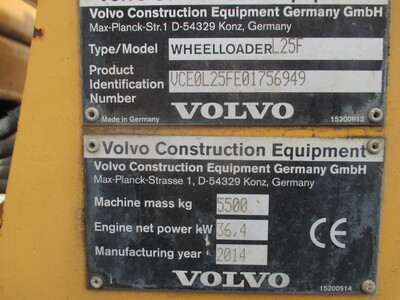 Volvo Construction Equipment Germany GmbH
Max-Planck-Str.1 D-54329 Konz, Germany
Type/Model WHEELLOADER L25F
Product
Identification VCE0L25FE01756949
Number
Made in Germany VOLVO 15200913
Volvo Construction Equipment
Volvo Construction Equipment Germany GmbH
Max-Planck-Strasse 1, D-54329 Konz, Germany
Machine mass kg 5500
Engine net power kW 36,4
Manufacturing year 2014
CE
VOLVO
15200914